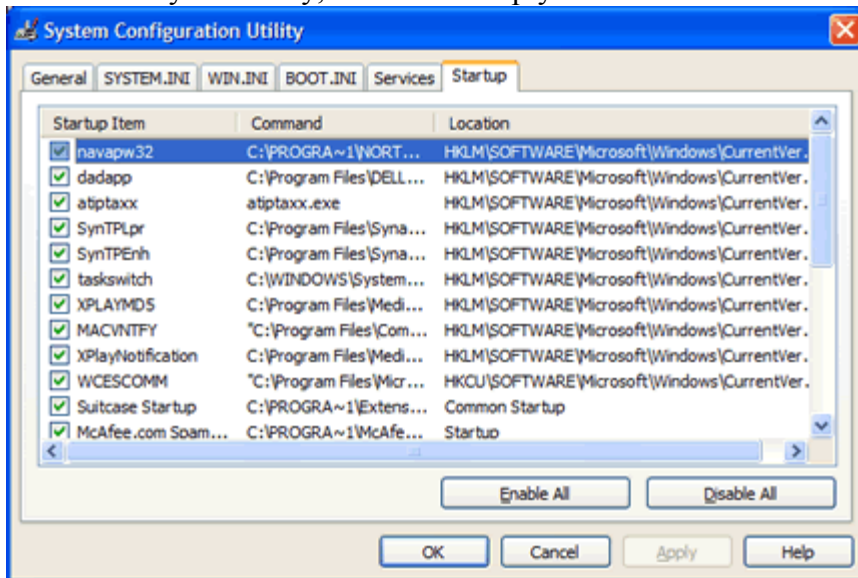 System Configuration Utility
General SYSTEM.INI WIN.INI BOOT.INI Services Startup
Startup Item Command Location
navapw32 C:\PROGRA~1\NORT... HKLM\SOFTWARE\Microsoft\Windows\CurrentVer.
dadapp C:\Program Files\DELL... HKLM\SOFTWARE\Microsoft\Windows\CurrentVer.
atiptaxx atiptaxx.exe HKLM\SOFTWARE\Microsoft\Windows\CurrentVer.
SynTPLpr C:\Program Files\Syna... HKLM\SOFTWARE\Microsoft\Windows\CurrentVer.
SynTPEnh C:\Program Files\Syna... HKLM\SOFTWARE\Microsoft\Windows\CurrentVer.
taskswitch C:\WINDOWS\System... HKLM\SOFTWARE\Microsoft\Windows\CurrentVer.
XPLAYMD5 C:\Program Files\Medi... HKLM\SOFTWARE\Microsoft\Windows\CurrentVer.
MACVNTFY "C:\Program Files\Com... HKLM\SOFTWARE\Microsoft\Windows\CurrentVer.
XPlayNotification C:\Program Files\Medi... HKLM\SOFTWARE\Microsoft\Windows\CurrentVer.
WCESCOMM "C:\Program Files\Micr... HKCU\SOFTWARE\Microsoft\Windows\CurrentVer.
Suitcase Startup C:\PROGRA~1\Extens... Common Startup
McAfee.com Spam... C:\PROGRA~1\McAfe... Startup
Enable All Disable All
OK Cancel Apply Help